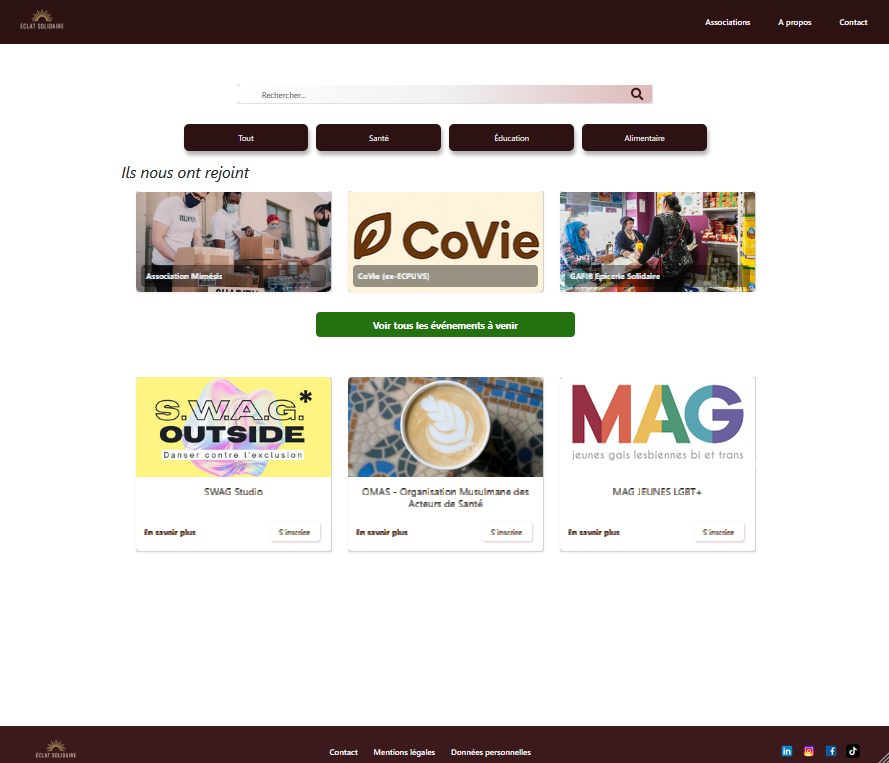 ÉCLAT SOLIDAIRE
Associations
A propos
Contact
Rechercher...
Tout
Santé
Éducation
Alimentaire
Ils nous ont rejoint
VOLUNTEER
Association Mimésis
CoVie
CoVie (ex-ECPUVS)
GAFIB Epicerie Solidaire
Voir tous les événements à venir
S.W.A.G.*
OUTSIDE
Danser contre l'exclusion
MAG
jeunes gais lesbiennes bi et trans
SWAG Studio
OMAS - Organisation Musulmane des
Acteurs de Santé
MAG JEUNES LGBT+
En savoir plus
S'inscrire
En savoir plus
S'inscrire
En savoir plus
S'inscrire
ÉCLAT SOLIDAIRE
Contact
Mentions légales
Données personnelles